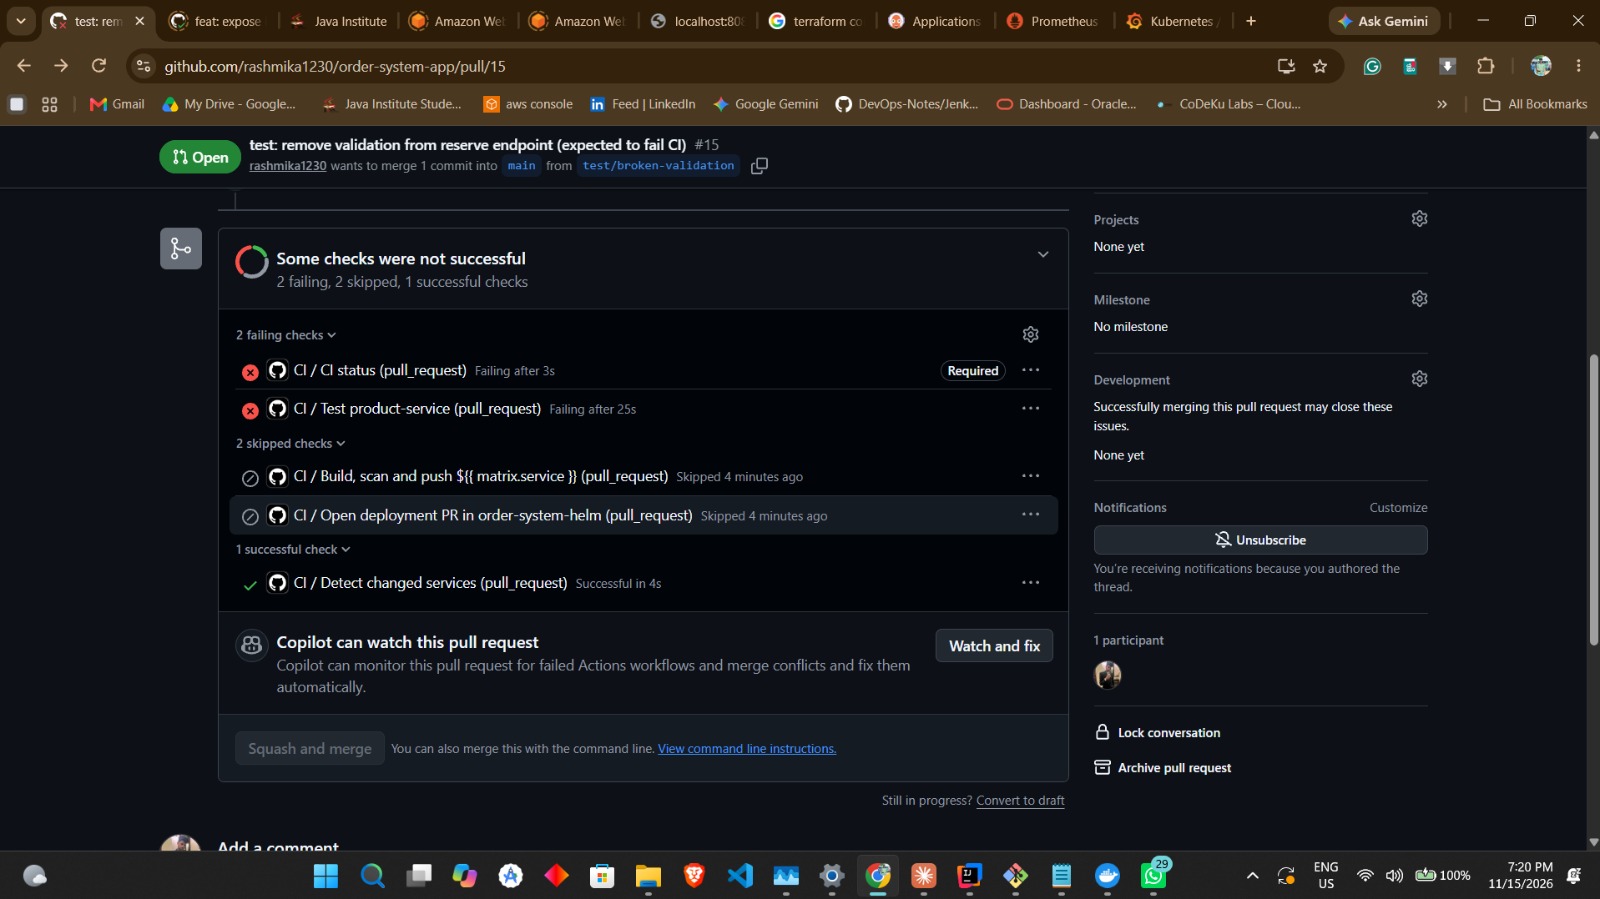 test: rem
feat: expose
Java Institute
Amazon We
Amazon We
localhost:808
terraform co
Applications
Prometheus
Kubernetes /
Ask Gemini
github.com/rashmika1230/order-system-app/pull/15
Gmail
My Drive - Google...
Java Institute Stude...
aws console
Feed | LinkedIn
Google Gemini
DevOps-Notes/Jenk...
Dashboard - Oracle...
CoDeKu Labs – Clou...
»
All Bookmarks
Open
test: remove validation from reserve endpoint (expected to fail CI) #15
rashmika1230 wants to merge 1 commit into main from test/broken-validation
Some checks were not successful
2 failing, 2 skipped, 1 successful checks
2 failing checks
CI / CI status (pull_request) Failing after 3s
Required
CI / Test product-service (pull_request) Failing after 25s
2 skipped checks
CI / Build, scan and push ${{ matrix.service }} (pull_request) Skipped 4 minutes ago
CI / Open deployment PR in order-system-helm (pull_request) Skipped 4 minutes ago
1 successful check
CI / Detect changed services (pull_request) Successful in 4s
Copilot can watch this pull request
Copilot can monitor this pull request for failed Actions workflows and merge conflicts and fix them
automatically.
Watch and fix
Squash and merge
You can also merge this with the command line. View command line instructions.
Still in progress? Convert to draft
Add a comment
Projects
None yet
Milestone
No milestone
Development
Successfully merging this pull request may close these
issues.
None yet
Notifications
Customize
Unsubscribe
You're receiving notifications because you authored the
thread.
1 participant
Lock conversation
Archive pull request
29
ENG
US
100%
7:20 PM
11/15/2026